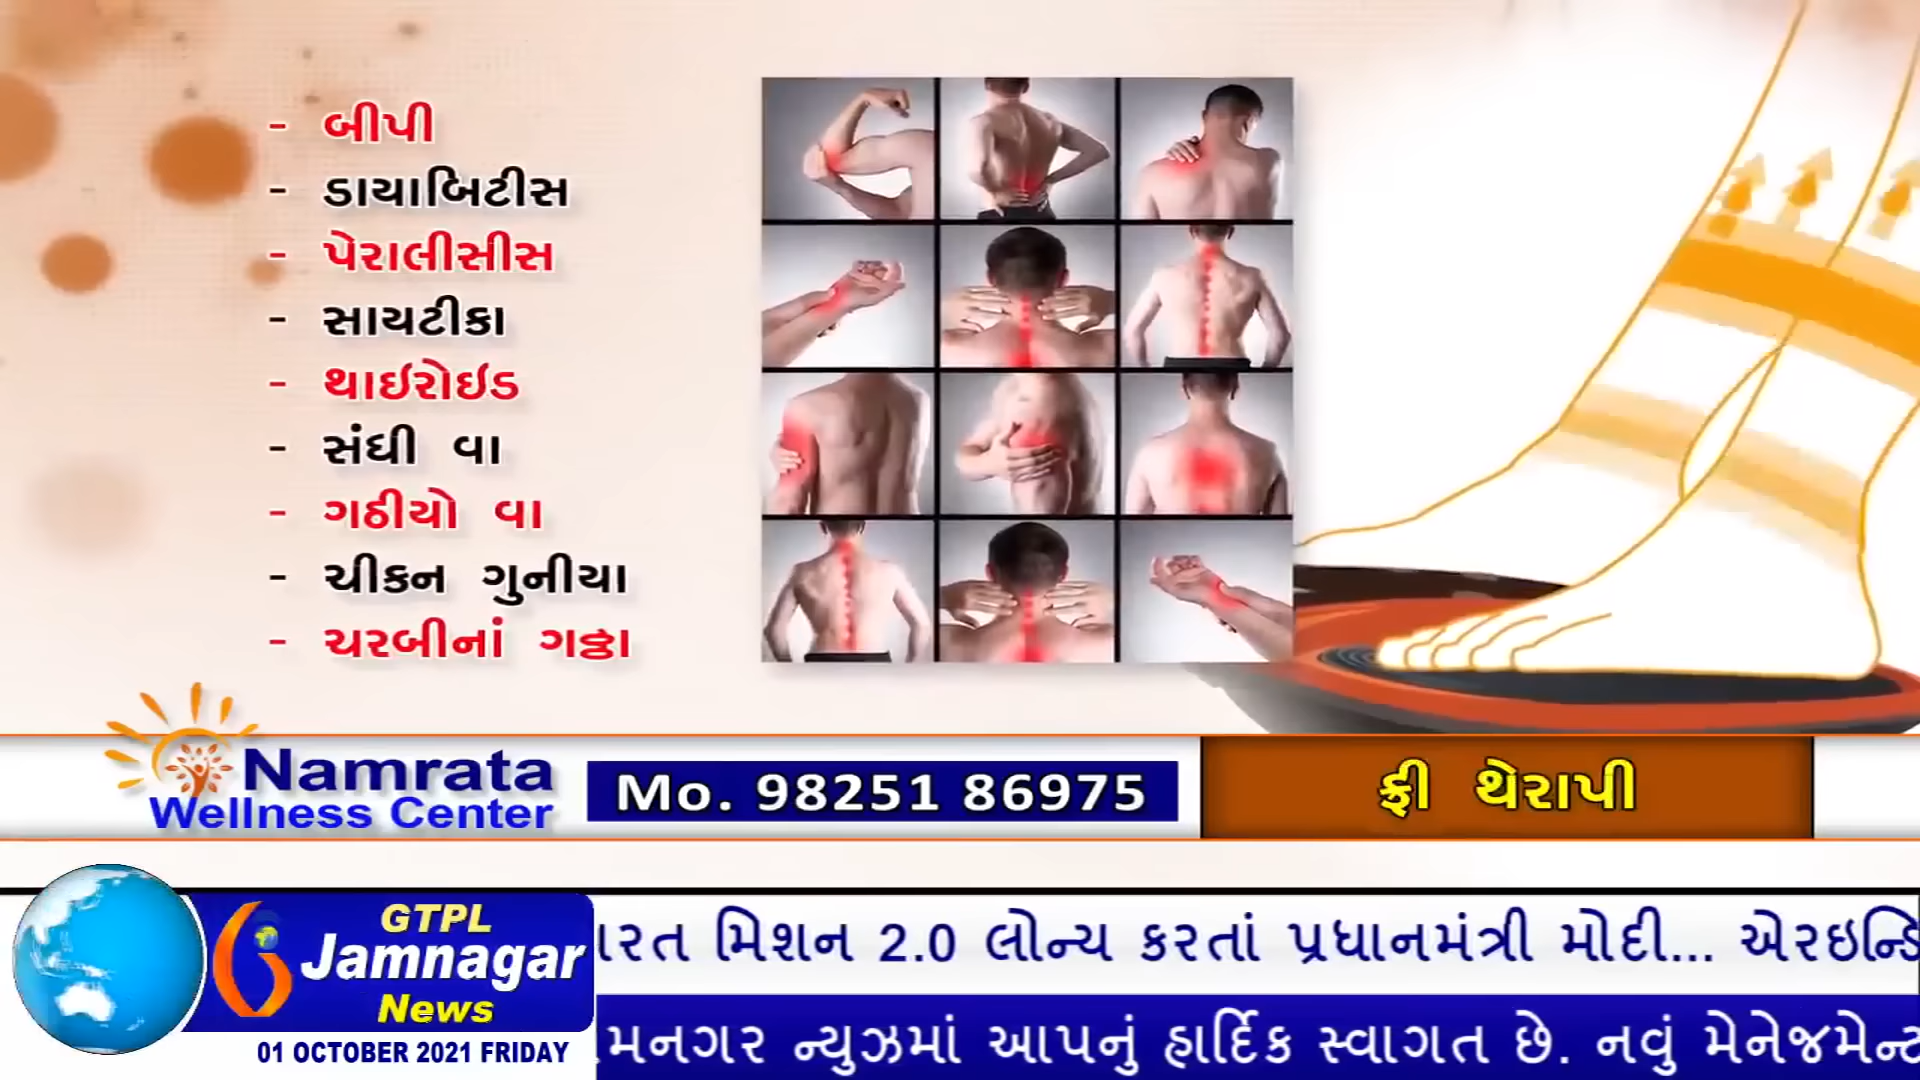 - બીપી
- ડાયાબિટીસ
- પેરાલીસીસ
- સાયટીકા
- થાઈરોઈડ
- સંધી વા
- ગઠીયો વા
- ચીકન ગુનીયા
- ચરબીનાં ગઠ્ઠા
Namrata
Wellness Center
Mo. 98251 86975
ફ્રી થેરાપી
GTPL
Jamnagar
News
01 OCTOBER 2021 FRIDAY
ારત મિશન 2.0 લોન્ચ કરતાં પ્રધાનમંત્રી મોદી... એરઇન્ડિ
ામનગર ન્યુઝમાં આપનું હાર્દિક સ્વાગત છે. નવું મેનેજમેન્ટ